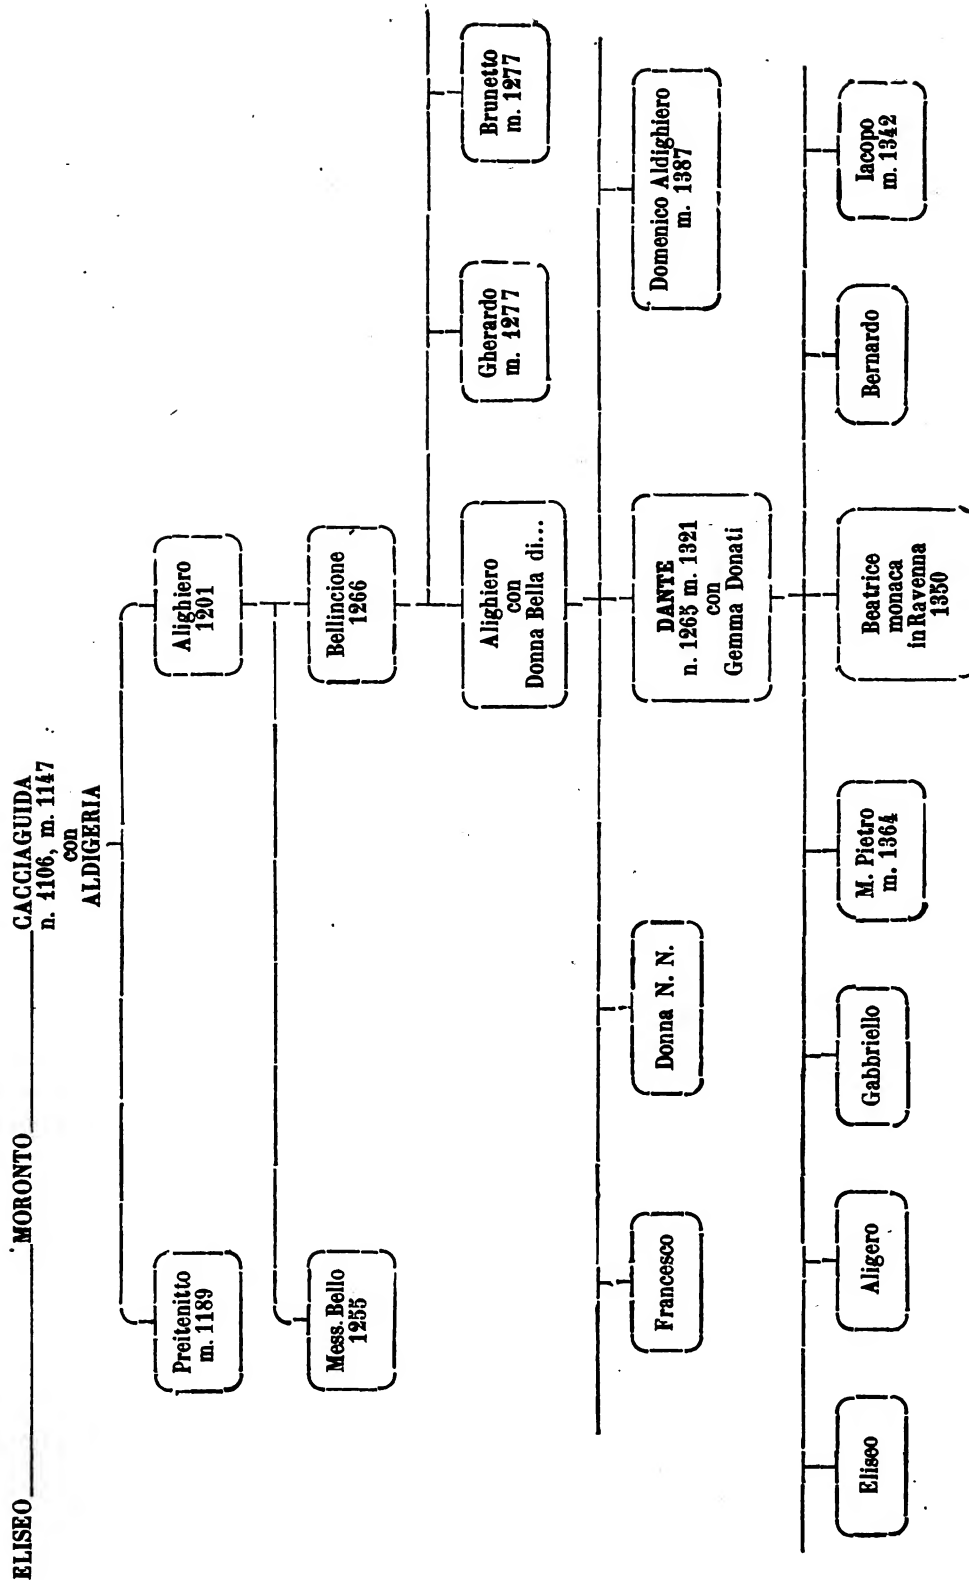 ELISEO MORONTO CACCIAGUIDA
n. 1106, m. 1147
con
ALDIGERIA
Preitenitto
m. 1189
Alighiero
1201
Mess. Bello
1255
Bellincione
1266
Alighiero
con
Donna Bella di...
Gherardo
m. 1277
Brunetto
m. 1277
Francesco
Donna N. N.
DANTE
n. 1265 m. 1321
con
Gemma Donati
Domenico Aldighiero
m. 1387
Eliseo
Aligero
Gabbriello
M. Pietro
m. 1364
Beatrice
monaca
in Ravenna
1350
Bernardo
Iacopo
m. 1342